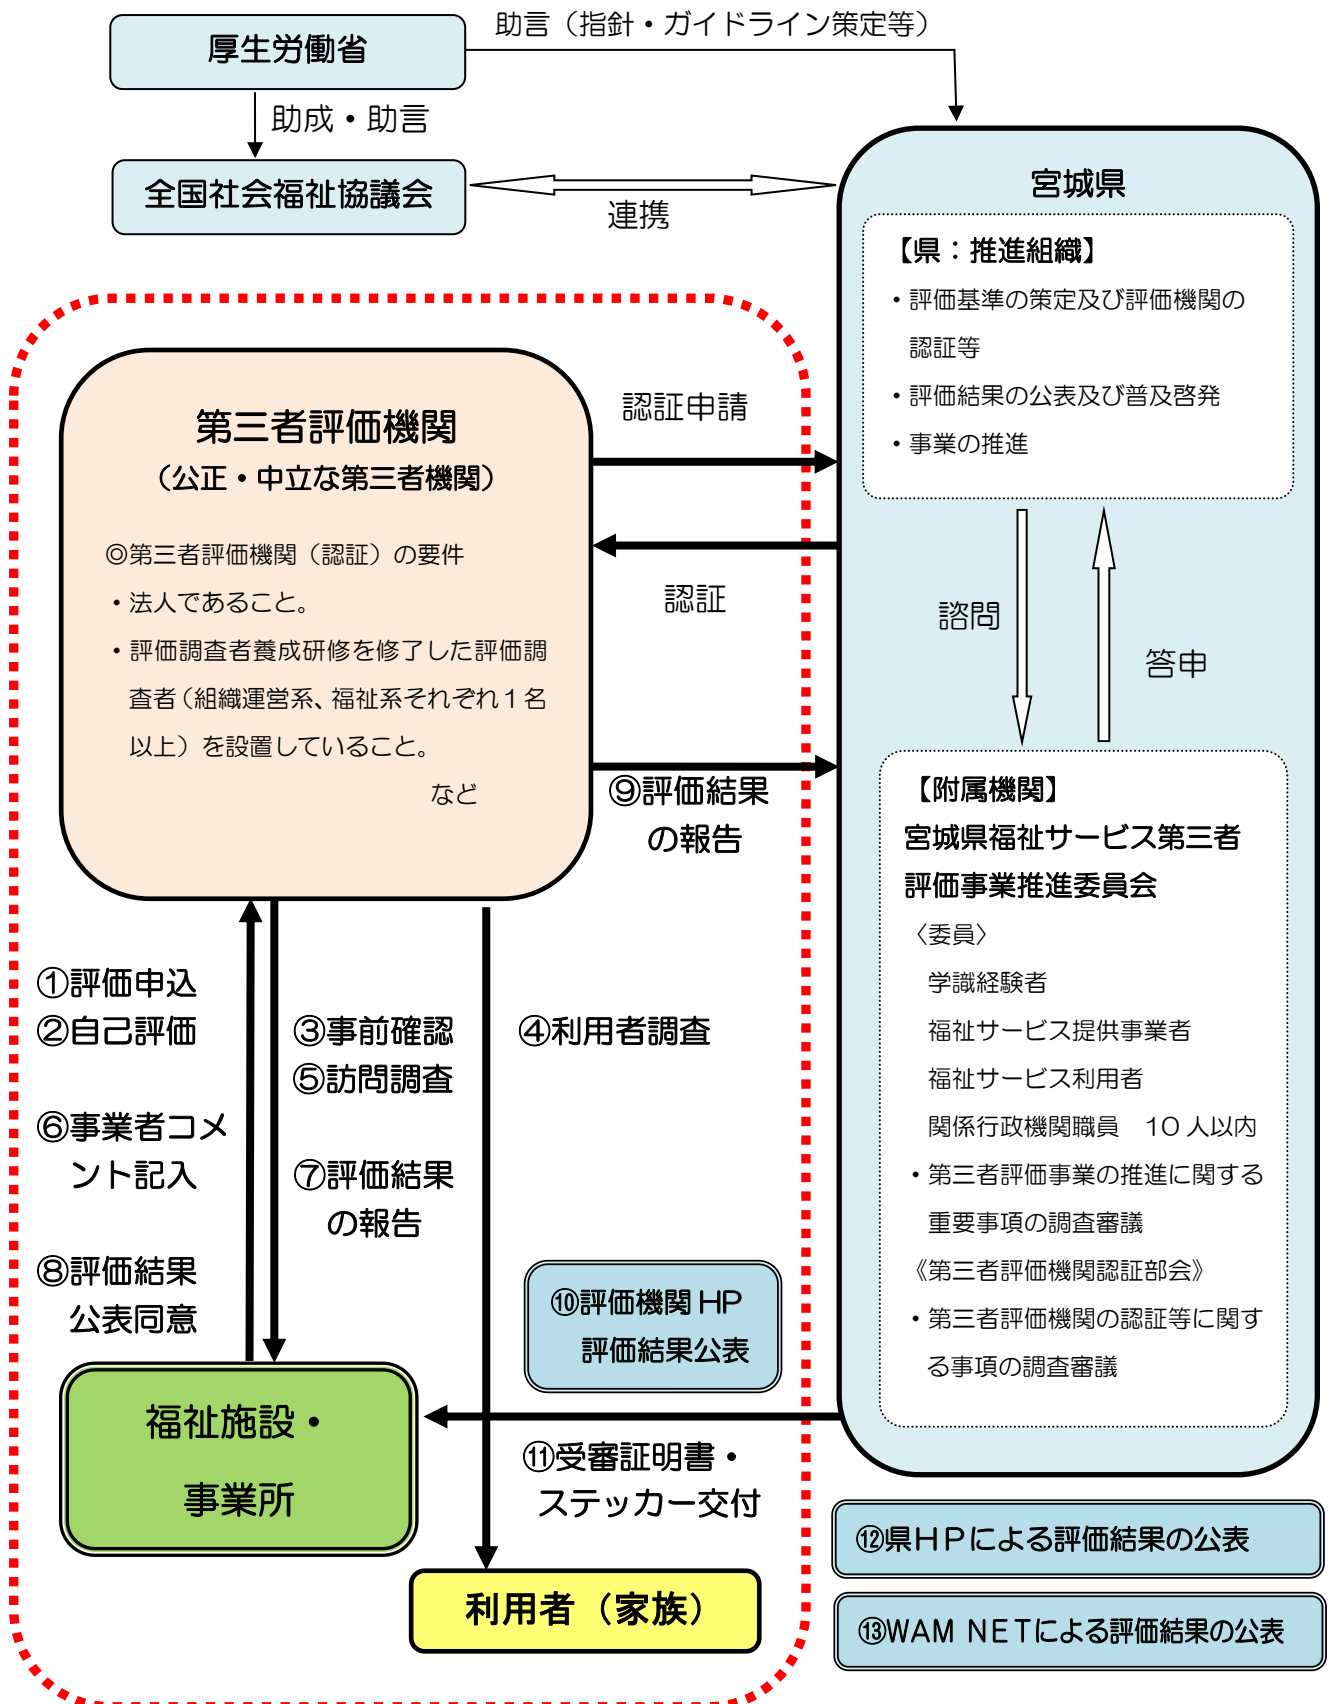 助言（指針・ガイドライン策定等）
厚生労働省
助成・助言
全国社会福祉協議会
連携
宮城県
【県：推進組織】
・評価基準の策定及び評価機関の
認証等
・評価結果の公表及び普及啓発
・事業の推進
第三者評価機関
（公正・中立な第三者機関）
◎第三者評価機関（認証）の要件
・法人であること。
・評価調査者養成研修を修了した評価調
査者（組織運営系、福祉系それぞれ１名
以上）を設置していること。
など
認証申請
認証
諮問
答申
⑨評価結果
の報告
【附属機関】
宮城県福祉サービス第三者
評価事業推進委員会
〈委員〉
学識経験者
福祉サービス提供事業者
福祉サービス利用者
関係行政機関職員　10 人以内
・第三者評価事業の推進に関する
重要事項の調査審議
《第三者評価機関認証部会》
・第三者評価機関の認証等に関す
る事項の調査審議
①評価申込
②自己評価
⑥事業者コメ
ント記入
⑧評価結果
公表同意
③事前確認
⑤訪問調査
⑦評価結果
の報告
④利用者調査
⑩評価機関 HP
評価結果公表
福祉施設・
事業所
⑪受審証明書・
ステッカー交付
利用者（家族）
⑫県ＨＰによる評価結果の公表
⑬WAM NETによる評価結果の公表